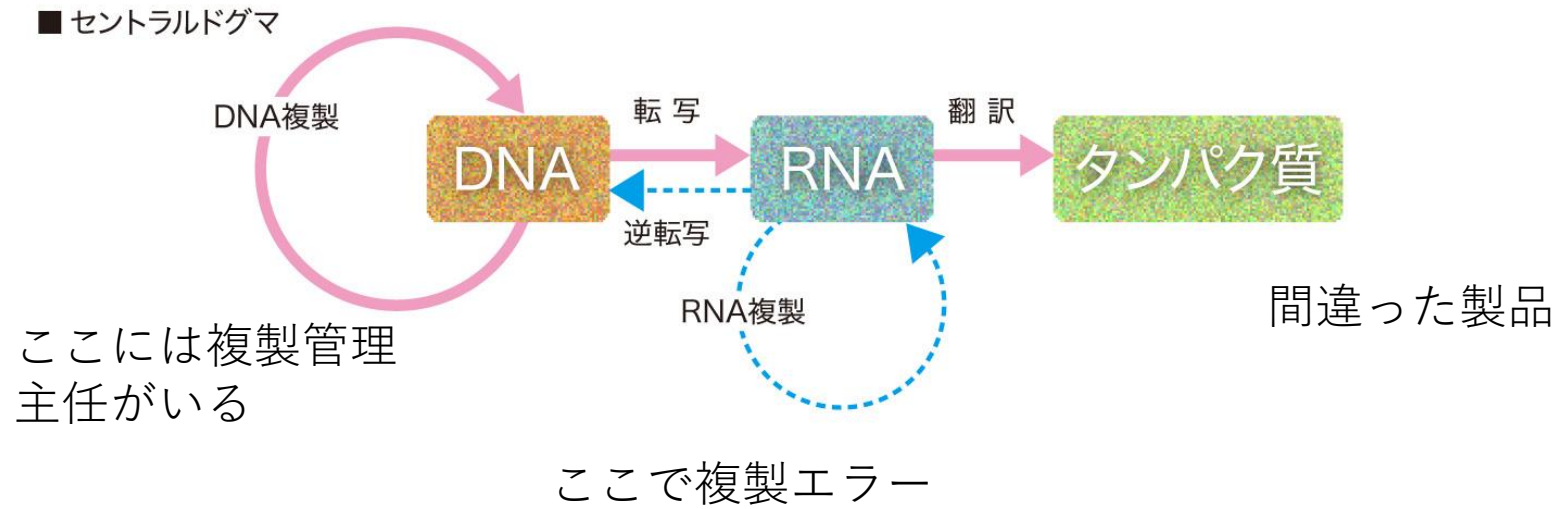 ■ セントラルドグマ
DNA複製
転写
翻訳
DNA
RNA
タンパク質
逆転写
RNA複製
間違った製品
ここには複製管理
主任がいる
ここで複製エラー